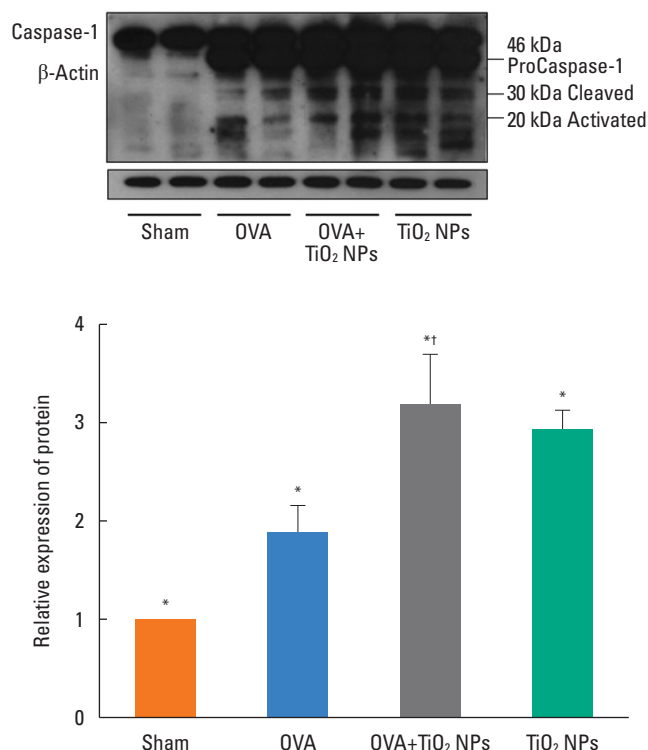 Caspase-1
β-Actin
46 kDa
ProCaspase-1
30 kDa Cleaved
20 kDa Activated
Sham
OVA
OVA+
TiO₂ NPs
TiO₂ NPs
Relative expression of protein
4
3
2
1
0
*
*
*†
*
Sham
OVA
OVA+TiO₂ NPs
TiO₂ NPs